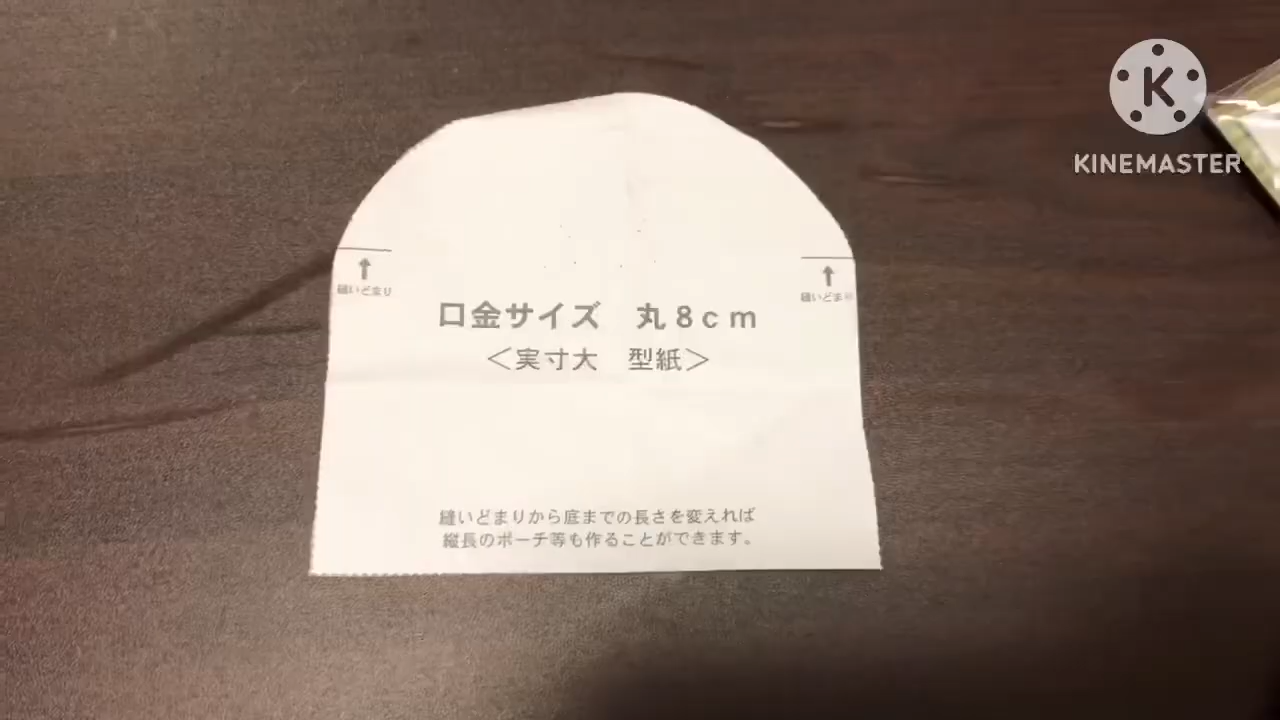 KINEMASTER
縫いどまり
縫いどまり
口金サイズ 丸8cm
＜実寸大 型紙＞
縫いどまりから底までの長さを変えれば
縦長のポーチ等も作ることができます。